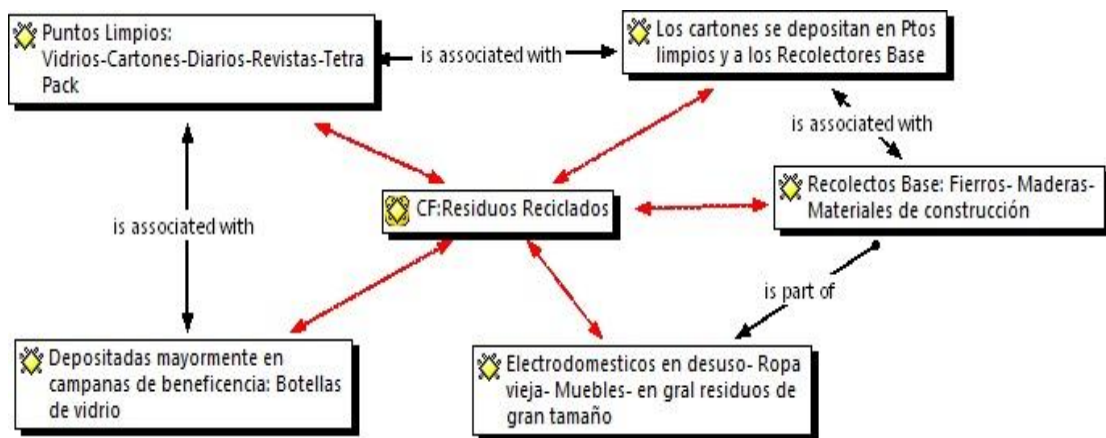 Puntos Limpios:
Vidrios-Cartones-Diarios-Revistas-Tetra
Pack
is associated with
Los cartones se depositan en Ptos
limpios y a los Recolectores Base
is associated with
CF:Residuos Reciclados
Recolectos Base: Fierros- Maderas-
Materiales de construcción
is associated with
is part of
Depositadas mayormente en
campanas de beneficencia: Botellas
de vidrio
Electrodomesticos en desuso- Ropa
vieja- Muebles- en gral residuos de
gran tamaño